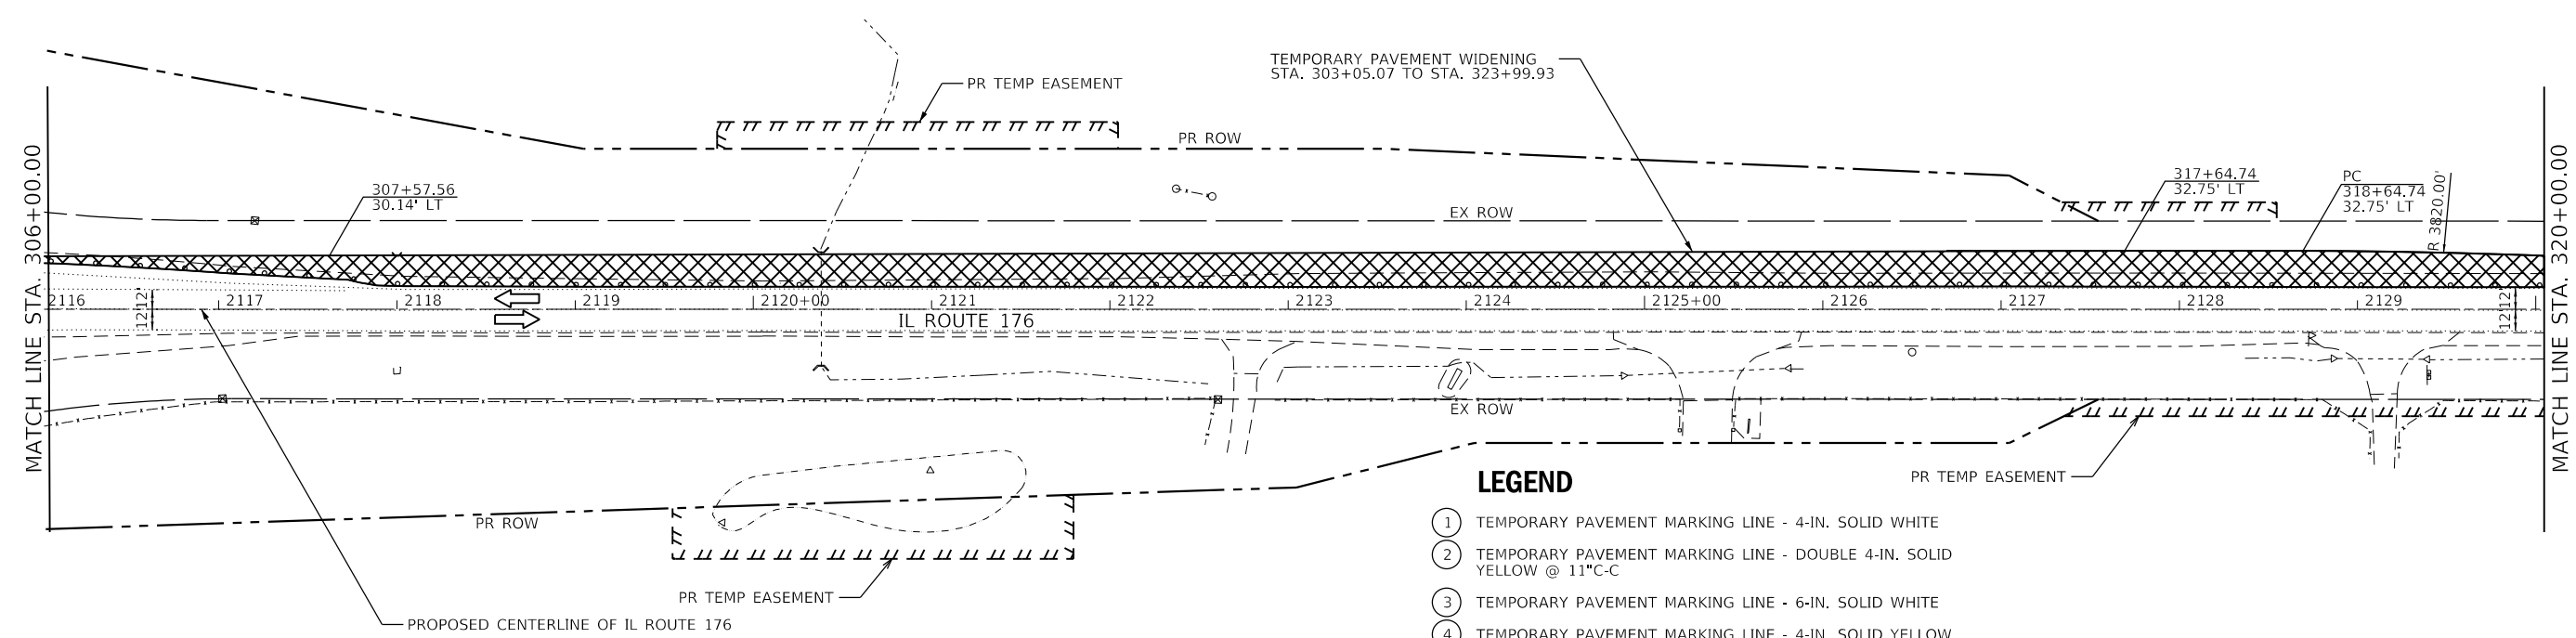 TEMPORARY PAVEMENT WIDENING
STA. 303+05.07 TO STA. 323+99.93
PR TEMP EASEMENT
PR ROW
MATCH LINE STA. 306+00.00
307+57.56
30.14' LT
EX ROW
317+64.74
32.75' LT
PC
318+64.74
32.75' LT
R 3820.00'
MATCH LINE STA. 320+00.00
2116
2117
2118
2119
2120+00
2121
2122
2123
2124
2125+00
2126
2127
2128
2129
12'
12'
12'
12'
IL ROUTE 176
EX ROW
PR ROW
PR TEMP EASEMENT
PR TEMP EASEMENT
PROPOSED CENTERLINE OF IL ROUTE 176
LEGEND
1 TEMPORARY PAVEMENT MARKING LINE - 4-IN. SOLID WHITE
2 TEMPORARY PAVEMENT MARKING LINE - DOUBLE 4-IN. SOLID
YELLOW @ 11"C-C
3 TEMPORARY PAVEMENT MARKING LINE - 6-IN. SOLID WHITE
4 TEMPORARY PAVEMENT MARKING LINE - 4-IN. SOLID YELLOW